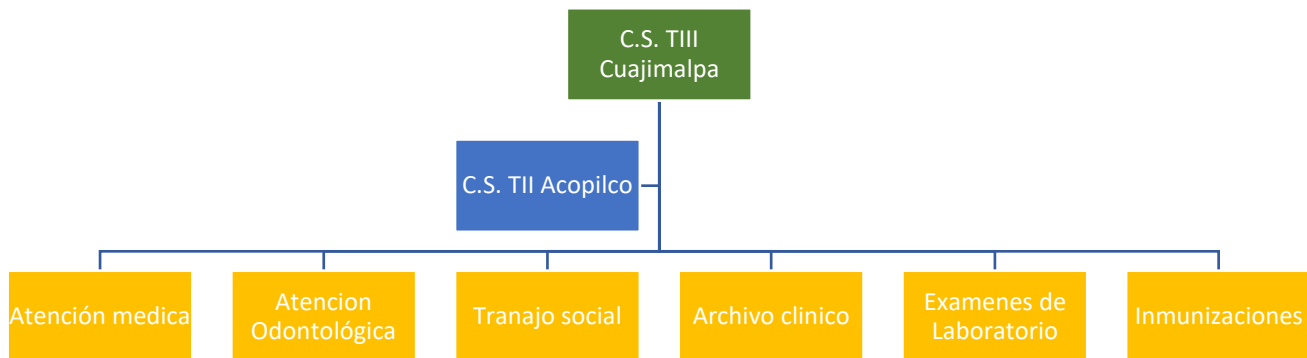 C.S. TIII
Cuajimalpa
C.S. TII Acopilco
Atención medica
Atencion
Odontológica
Tranajo social
Archivo clinico
Examenes de
Laboratorio
Inmunizaciones